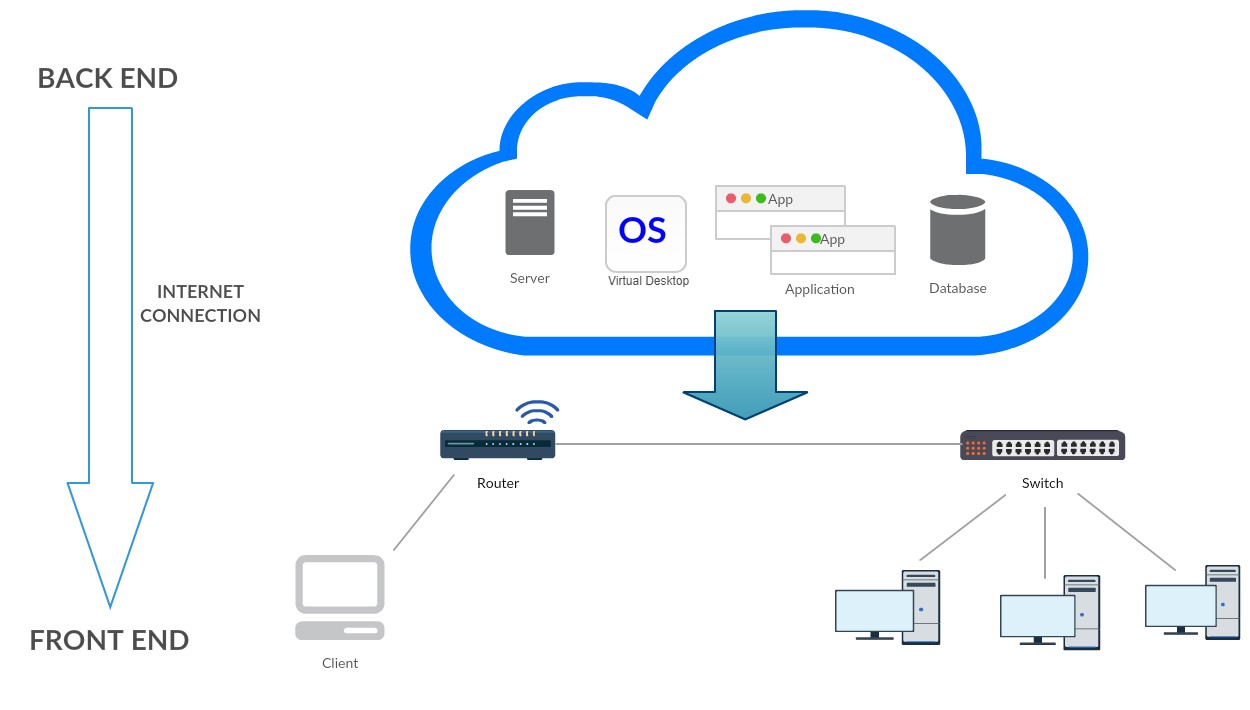 BACK END
App
OS
App
Server
Virtual Desktop
Application
Database
INTERNET
CONNECTION
Router
Switch
FRONT END
Client